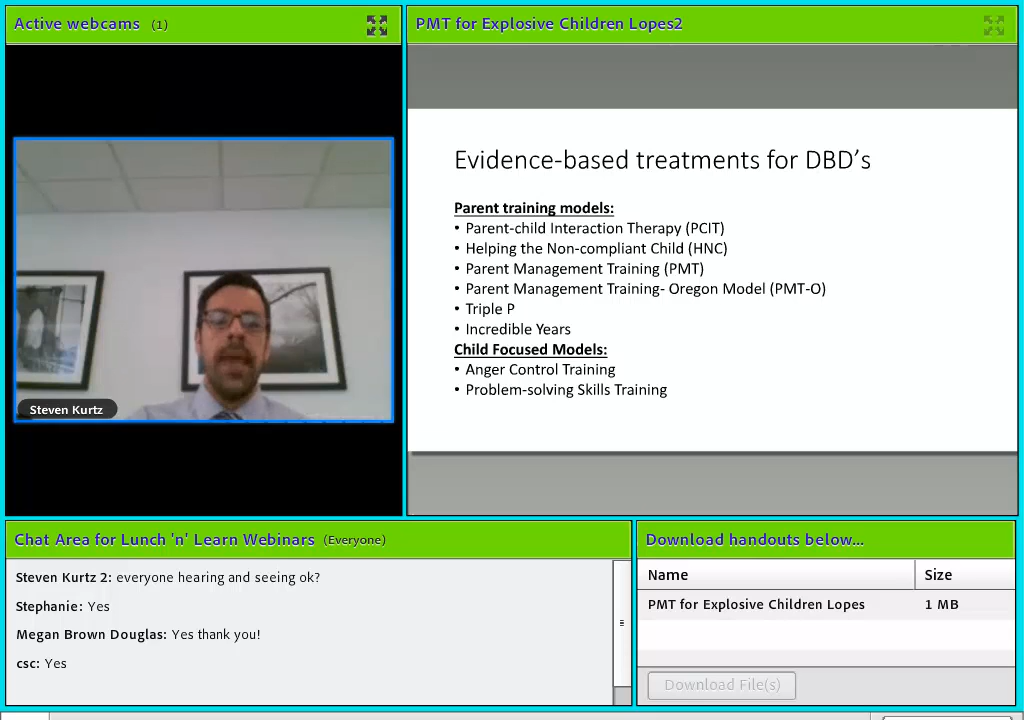 Active webcams (1)
Steven Kurtz
PMT for Explosive Children Lopes2
Evidence-based treatments for DBD’s
Parent training models:
• Parent-child Interaction Therapy (PCIT)
• Helping the Non-compliant Child (HNC)
• Parent Management Training (PMT)
• Parent Management Training- Oregon Model (PMT-O)
• Triple P
• Incredible Years
Child Focused Models:
• Anger Control Training
• Problem-solving Skills Training
Chat Area for Lunch 'n' Learn Webinars (Everyone)
Steven Kurtz 2: everyone hearing and seeing ok?
Stephanie: Yes
Megan Brown Douglas: Yes thank you!
csc: Yes
Download handouts below...
Name Size
PMT for Explosive Children Lopes 1 MB
Download File(s)